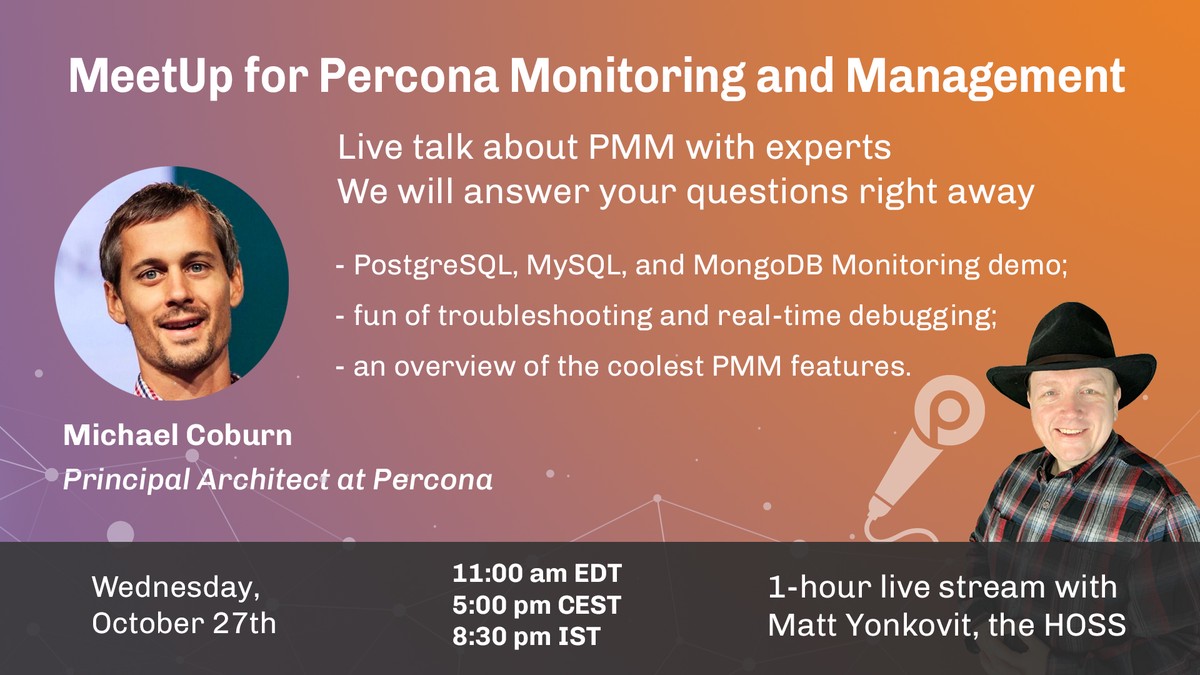 MeetUp for Percona Monitoring and Management
Live talk about PMM with experts
We will answer your questions right away
- PostgreSQL, MySQL, and MongoDB Monitoring demo;
- fun of troubleshooting and real-time debugging;
- an overview of the coolest PMM features.
Michael Coburn
Principal Architect at Percona
Wednesday,
October 27th
11:00 am EDT
5:00 pm CEST
8:30 pm IST
1-hour live stream with
Matt Yonkovit, the HOSS